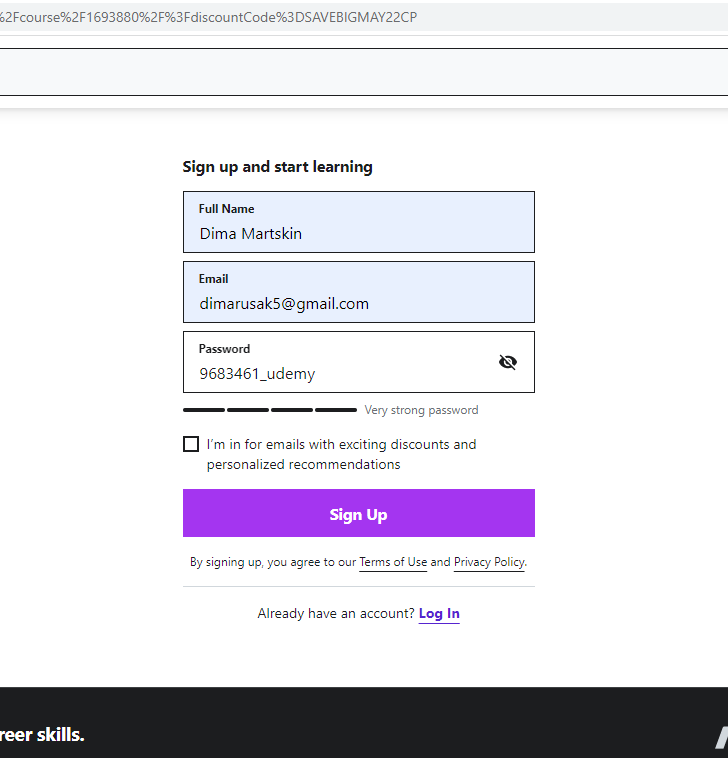 %2Fcourse%2F1693880%2F%3FdiscountCode%3DSAVEBIGMAY22CP
Sign up and start learning
Full Name
Dima Martskin
Email
dimarusak5@gmail.com
Password
9683461_udemy
Very strong password
I'm in for emails with exciting discounts and
personalized recommendations
Sign Up
By signing up, you agree to our Terms of Use and Privacy Policy.
Already have an account? Log In
reer skills.